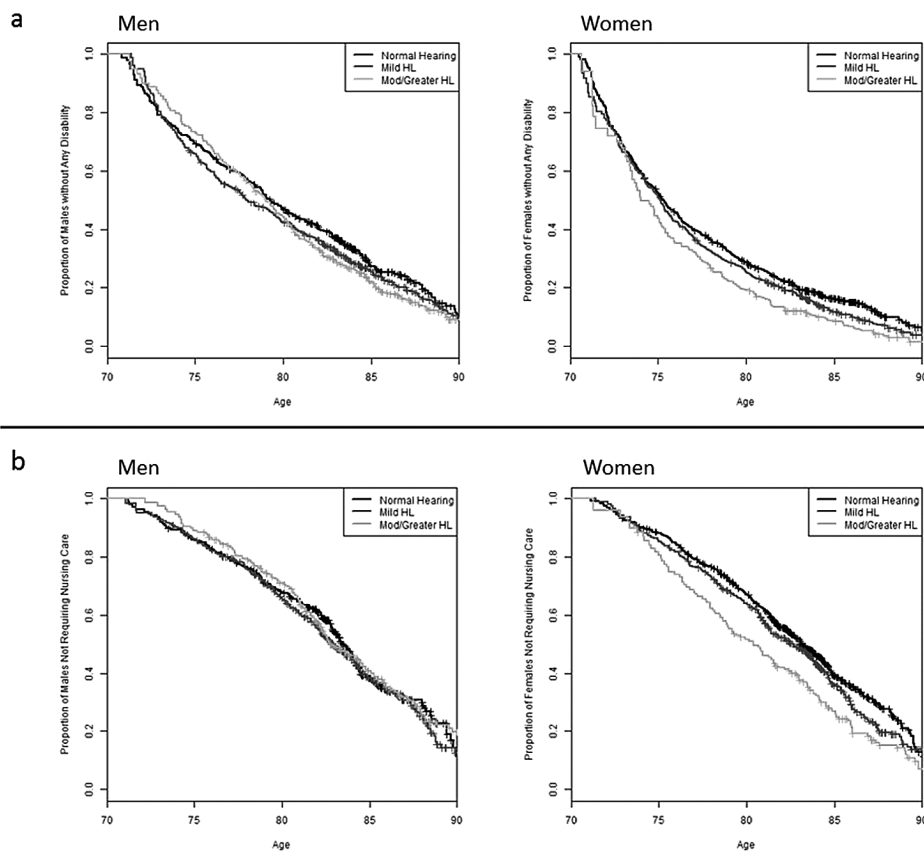 a
Men
Women
Proportion of Males without Any Disability
1.0
0.8
0.6
0.4
0.2
0.0
Normal Hearing
Mild HL
Mod/Greater HL
70 75 80 85 90
Age
Proportion of Females without Any Disability
1.0
0.8
0.6
0.4
0.2
0.0
Normal Hearing
Mild HL
Mod/Greater HL
70 75 80 85 90
Age
b
Men
Women
Proportion of Males Not Requiring Nursing Care
1.0
0.8
0.6
0.4
0.2
0.0
Normal Hearing
Mild HL
Mod/Greater HL
70 75 80 85 90
Age
Proportion of Females Not Requiring Nursing Care
1.0
0.8
0.6
0.4
0.2
0.0
Normal Hearing
Mild HL
Mod/Greater HL
70 75 80 85 90
Age